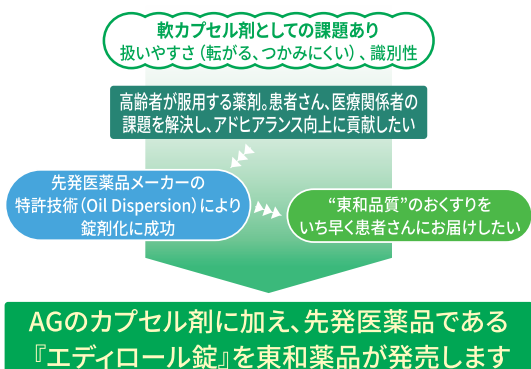 軟カプセル剤としての課題あり
扱いやすさ（転がる、つかみにくい）、識別性
高齢者が服用する薬剤。患者さん、医療関係者の
課題を解決し、アドヒアランス向上に貢献したい
先発医薬品メーカーの
特許技術（Oil Dispersion）により
錠剤化に成功
“東和品質”のおくすりを
いち早く患者さんにお届けしたい
AGのカプセル剤に加え、先発医薬品である
『エディロール錠』を東和薬品が発売します